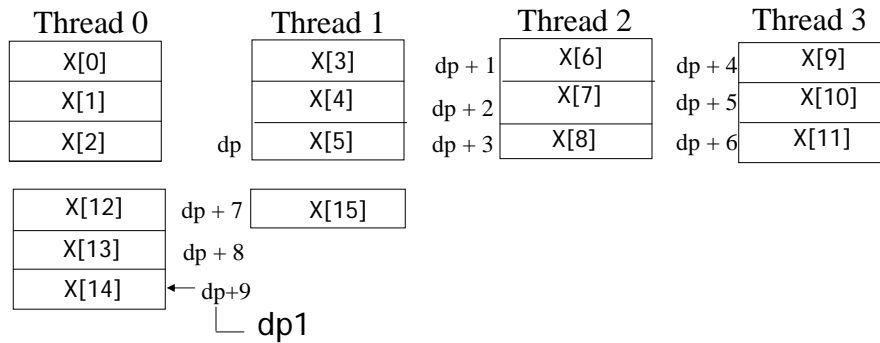 Thread 0 Thread 1 Thread 2 Thread 3
X[0] X[3] dp + 1 X[6] dp + 4 X[9]
X[1] X[4] dp + 2 X[7] dp + 5 X[10]
X[2] dp X[5] dp + 3 X[8] dp + 6 X[11]
X[12] dp + 7 X[15]
X[13] dp + 8
X[14] dp+9
dp1